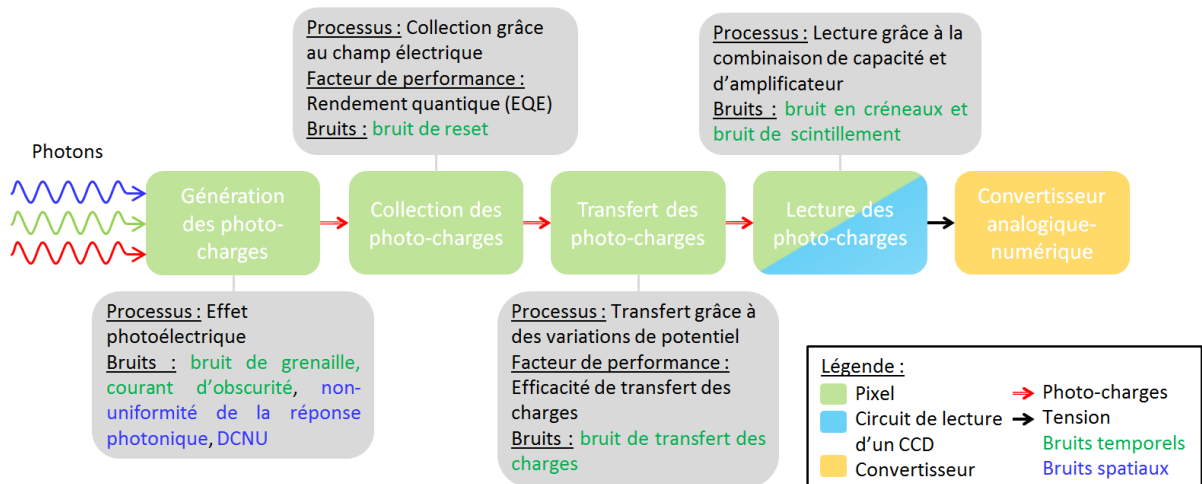 Processus : Collection grâce
au champ électrique
Facteur de performance :
Rendement quantique (EQE)
Bruits : bruit de reset
Processus : Lecture grâce à la
combinaison de capacité et
d'amplificateur
Bruits : bruit en créneaux et
bruit de scintillement
Photons
Génération
des photo-
charges
Collection des
photo-charges
Transfert des
photo-charges
Lecture des
photo-charges
Convertisseur
analogique-
numérique
Processus : Effet
photoélectrique
Bruits : bruit de grenaille,
courant d'obscurité, non-
uniformité de la réponse
photonique, DCNU
Processus : Transfert grâce à
des variations de potentiel
Facteur de performance :
Efficacité de transfert des
charges
Bruits : bruit de transfert des
charges
Légende :
Pixel
Circuit de lecture
d'un CCD
Convertisseur
Photo-charges
Tension
Bruits temporels
Bruits spatiaux